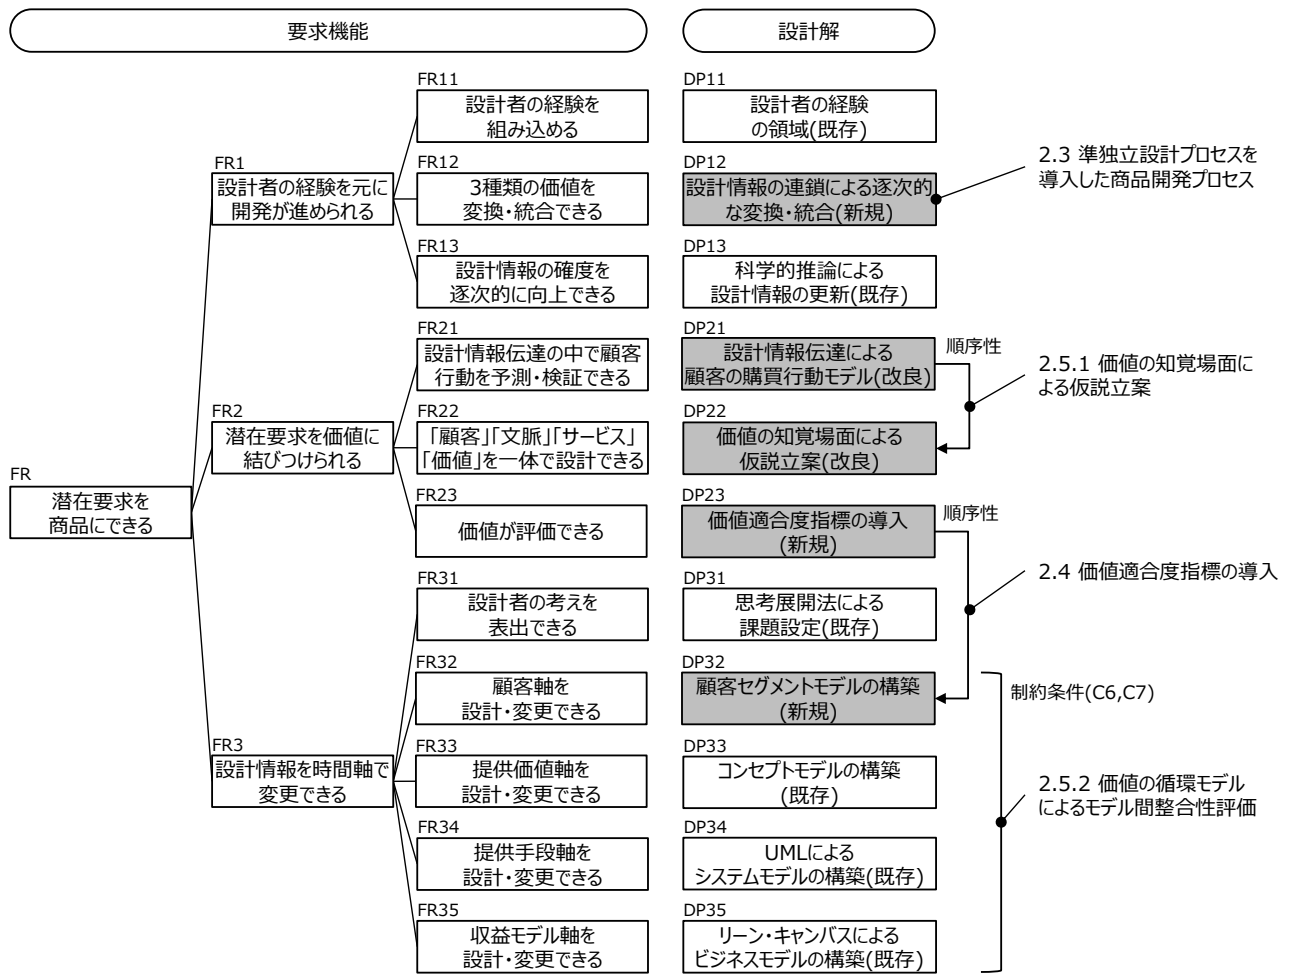 要求機能
設計解
FR
潜在要求を
商品にできる
FR1
設計者の経験を元に
開発が進められる
FR11
設計者の経験を
組み込める
DP11
設計者の経験
の領域(既存)
FR12
3種類の価値を
変換・統合できる
DP12
設計情報の連鎖による逐次的
な変換・統合(新規)
2.3 準独立設計プロセスを
導入した商品開発プロセス
FR13
設計情報の確度を
逐次的に向上できる
DP13
科学的推論による
設計情報の更新(既存)
FR2
潜在要求を価値に
結びつけられる
FR21
設計情報伝達の中で顧客
行動を予測・検証できる
DP21
設計情報伝達による
顧客の購買行動モデル(改良)
順序性
2.5.1 価値の知覚場面に
よる仮説立案
FR22
「顧客」「文脈」「サービス」
「価値」を一体で設計できる
DP22
価値の知覚場面による
仮説立案(改良)
FR23
価値が評価できる
DP23
価値適合度指標の導入
(新規)
順序性
2.4 価値適合度指標の導入
FR3
設計情報を時間軸で
変更できる
FR31
設計者の考えを
表出できる
DP31
思考展開法による
課題設定(既存)
FR32
顧客軸を
設計・変更できる
DP32
顧客セグメントモデルの構築
(新規)
制約条件(C6,C7)
FR33
提供価値軸を
設計・変更できる
DP33
コンセプトモデルの構築
(既存)
2.5.2 価値の循環モデル
によるモデル間整合性評価
FR34
提供手段軸を
設計・変更できる
DP34
UMLによる
システムモデルの構築(既存)
FR35
収益モデル軸を
設計・変更できる
DP35
リーン・キャンバスによる
ビジネスモデルの構築(既存)